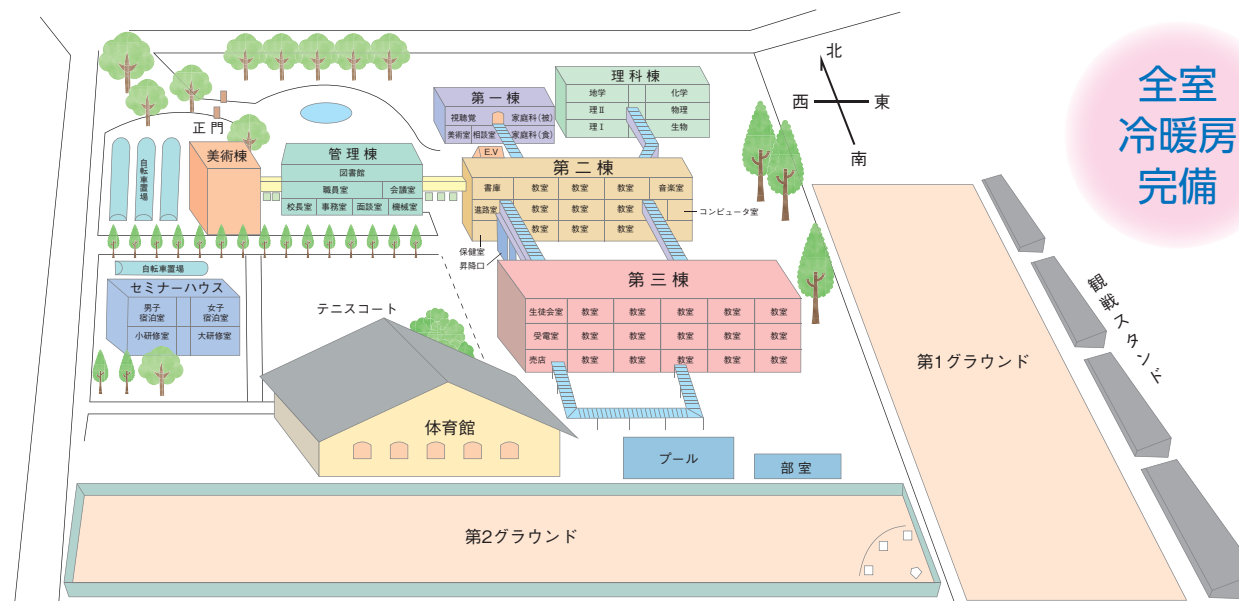 北
西
東
南
全室
冷暖房
完備
正門
自転車置場
美術棟
管理棟
図書館
職員室
会議室
校長室
事務室
面談室
機械室
第一棟
視聴覚
家庭科(被)
美術室
相談室
家庭科(食)
E.V
理科棟
地学
化学
理Ⅱ
物理
理Ⅰ
生物
第二棟
書庫
教室
教室
教室
音楽室
進路室
教室
教室
教室
コンピュータ室
教室
教室
教室
保健室
昇降口
自転車置場
セミナーハウス
男子
宿泊室
女子
宿泊室
小研修室
大研修室
テニスコート
第三棟
生徒会室
教室
教室
教室
教室
教室
受電室
教室
教室
教室
教室
教室
売店
教室
教室
教室
教室
教室
体育館
プール
部室
第1グラウンド
観戦スタンド
第2グラウンド